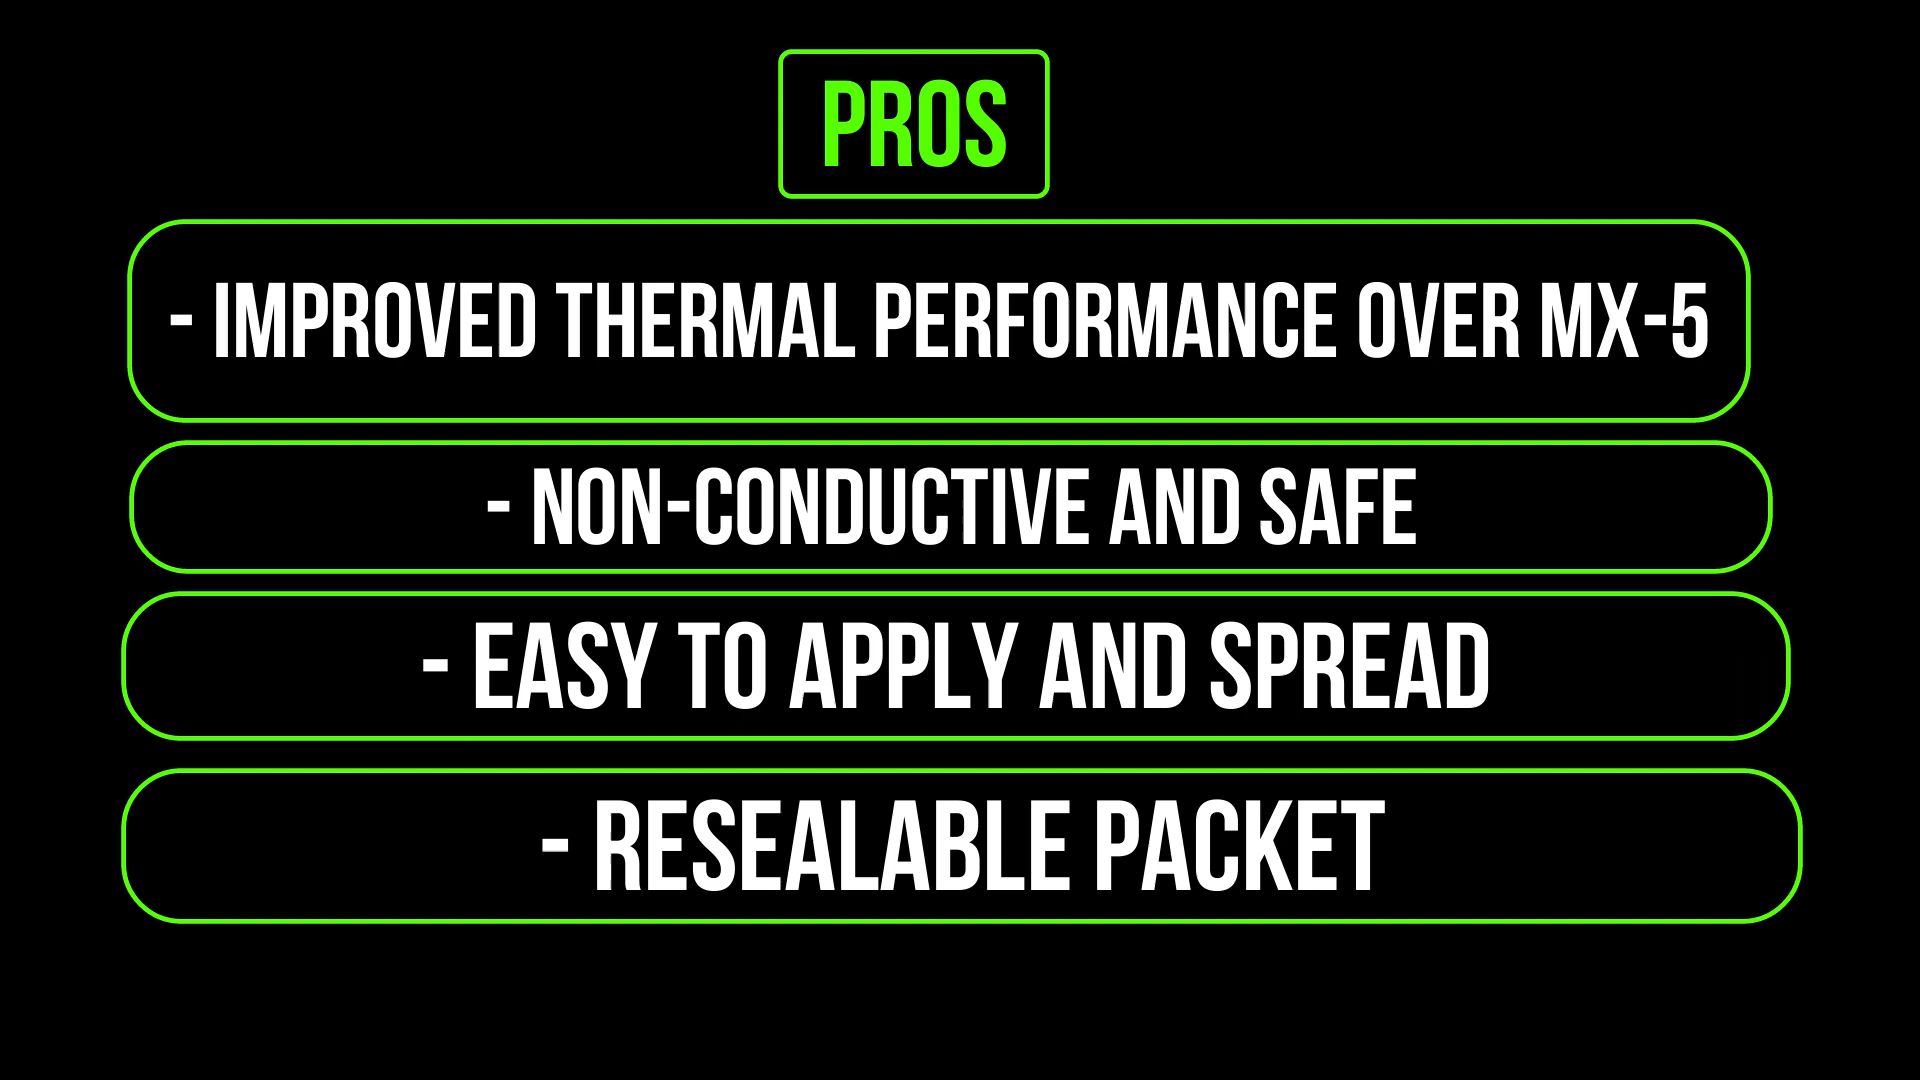 PROS
- IMPROVED THERMAL PERFORMANCE OVER MX-5
- NON-CONDUCTIVE AND SAFE
- EASY TO APPLY AND SPREAD
- RESEALABLE PACKET